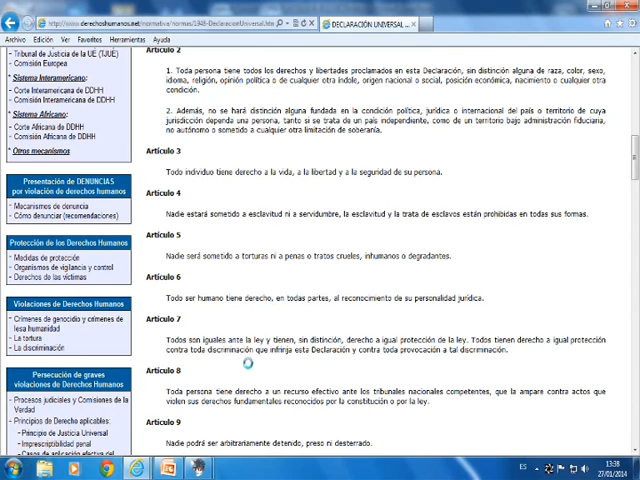 http://www.derechoshumanos.net/normativa/normas/1948-DeclaracionUniversal.htm
DECLARACIÓN UNIVERSAL ...
Archivo Edición Ver Favoritos Herramientas Ayuda
- Tribunal de Justicia de la UE (TJUE)
- Comisión Europea
* Sistema Interamericano:
- Corte Interamericana de DDHH
- Comisión Interamericana de DDHH
* Sistema Africano:
- Corte Africana de DDHH
- Comisión Africana de DDHH
* Otros mecanismos
Presentación de DENUNCIAS
por violación de derechos humanos
- Mecanismos de denuncia
- Cómo denunciar (recomendaciones)
Protección de los Derechos Humanos
- Medidas de protección
- Organismos de vigilancia y control
- Derechos de las víctimas
Violaciones de Derechos Humanos
- Crímenes de genocidio y crímenes de
lesa humanidad
- La tortura
- La discriminación
Persecución de graves
violaciones de Derechos Humanos
- Procesos judiciales y Comisiones de la
Verdad
- Principios de Derecho aplicables:
- Principio de Justicia Universal
- Imprescriptibilidad penal
- Casos de aplicación efectiva del
Artículo 2
1. Toda persona tiene todos los derechos y libertades proclamados en esta Declaración, sin distinción alguna de raza, color, sexo,
idioma, religión, opinión política o de cualquier otra índole, origen nacional o social, posición económica, nacimiento o cualquier otra
condición.
2. Además, no se hará distinción alguna fundada en la condición política, jurídica o internacional del país o territorio de cuya
jurisdicción dependa una persona, tanto si se trata de un país independiente, como de un territorio bajo administración fiduciaria,
no autónomo o sometido a cualquier otra limitación de soberanía.
Artículo 3
Todo individuo tiene derecho a la vida, a la libertad y a la seguridad de su persona.
Artículo 4
Nadie estará sometido a esclavitud ni a servidumbre, la esclavitud y la trata de esclavos están prohibidas en todas sus formas.
Artículo 5
Nadie será sometido a torturas ni a penas o tratos crueles, inhumanos o degradantes.
Artículo 6
Todo ser humano tiene derecho, en todas partes, al reconocimiento de su personalidad jurídica.
Artículo 7
Todos son iguales ante la ley y tienen, sin distinción, derecho a igual protección de la ley. Todos tienen derecho a igual protección
contra toda discriminación que infrinja esta Declaración y contra toda provocación a tal discriminación.
Artículo 8
Toda persona tiene derecho a un recurso efectivo ante los tribunales nacionales competentes, que la ampare contra actos que
violen sus derechos fundamentales reconocidos por la constitución o por la ley.
Artículo 9
Nadie podrá ser arbitrariamente detenido, preso ni desterrado.
ES
13:38
27/01/2014